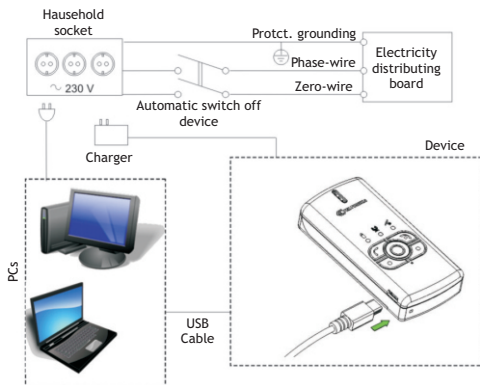 Hausehold
socket
Protct. grounding
Phase-wire
Zero-wire
Electricity
distributing
board
~ 230 V
Automatic switch off
device
Charger
Device
PCs
USB
Cable